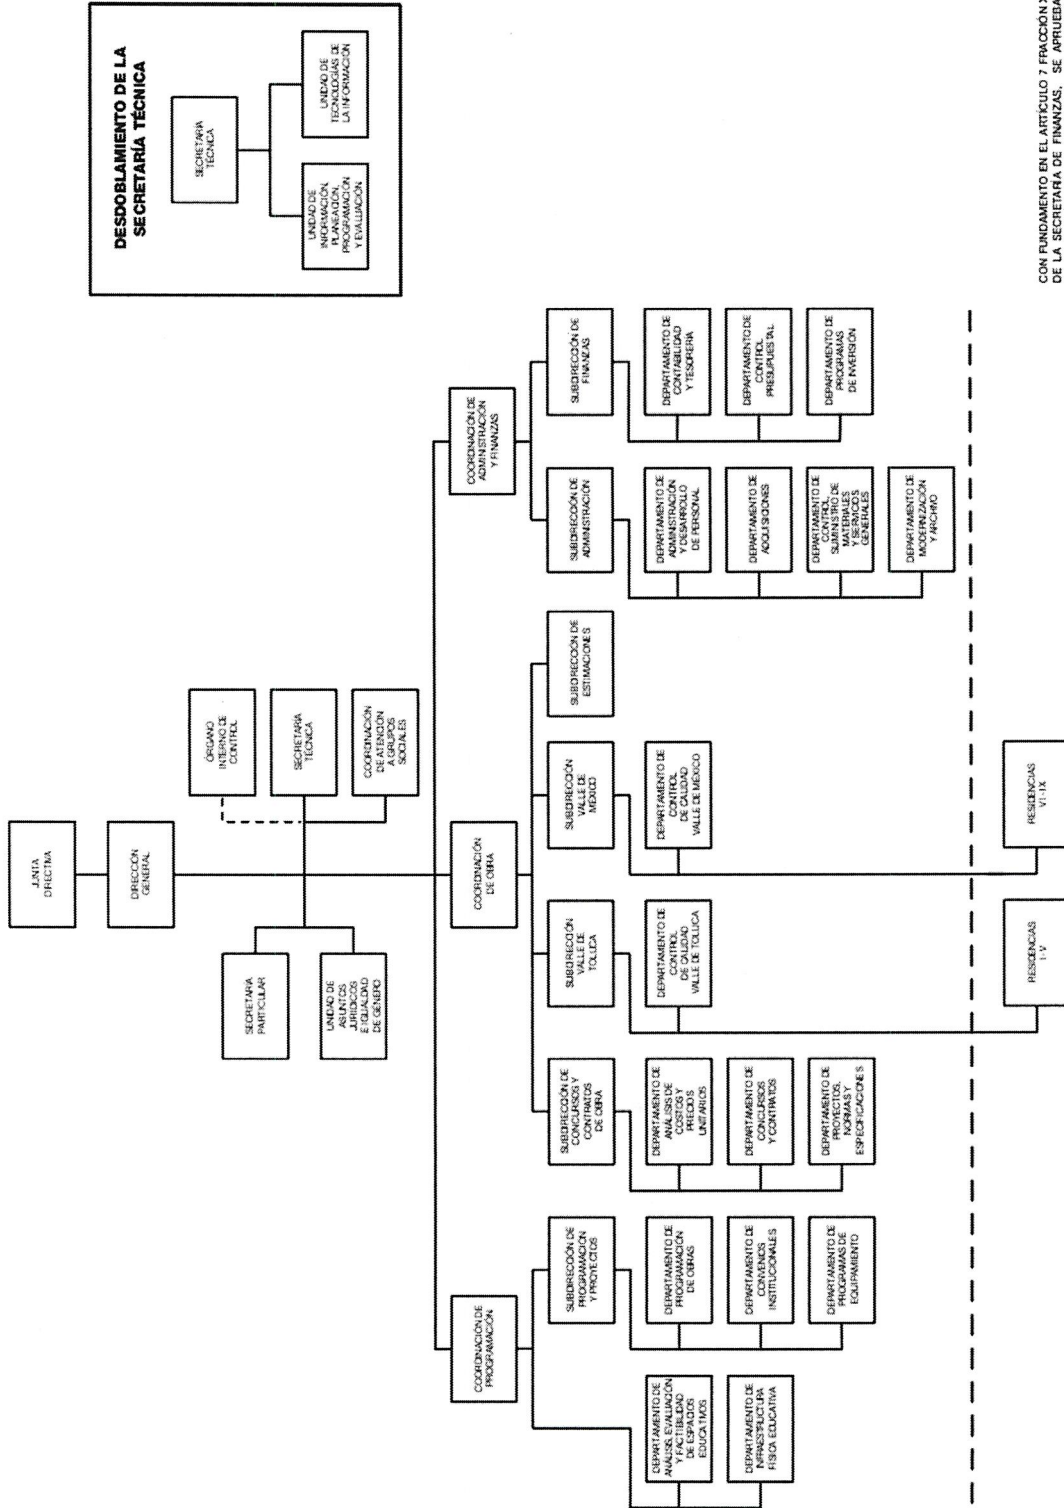 DESDOBLAMIENTO DE LA
SECRETARÍA TÉCNICA
SECRETARÍA
TÉCNICA
UNIDAD DE
INFORMACIÓN,
PLANEACIÓN,
PROGRAMACIÓN
Y EVALUACIÓN
UNIDAD DE
TECNOLOGÍAS DE
LA INFORMACIÓN
JUNTA
DIRECTIVA
DIRECCIÓN
GENERAL
SECRETARÍA
PARTICULAR
UNIDAD DE
ASUNTOS
JURÍDICOS
E IGUALDAD
DE GÉNERO
ÓRGANO
INTERNO DE
CONTROL
SECRETARÍA
TÉCNICA
COORDINACIÓN
DE ATENCIÓN
A GRUPOS
SOCIALES
COORDINACIÓN DE
PROGRAMACIÓN
COORDINACIÓN
DE OBRA
COORDINACIÓN DE
ADMINISTRACIÓN
Y FINANZAS
DEPARTAMENTO DE
ANÁLISIS, EVALUACIÓN
Y FACTIBILIDAD
DE ESPACIOS
EDUCATIVOS
DEPARTAMENTO DE
INFRAESTRUCTURA
FÍSICA EDUCATIVA
SUBDIRECCIÓN DE
PROGRAMACIÓN
Y PROYECTOS
DEPARTAMENTO DE
PROGRAMACIÓN
DE OBRAS
DEPARTAMENTO DE
CONVENIOS
INSTITUCIONALES
DEPARTAMENTO DE
PROGRAMAS DE
EQUIPAMIENTO
SUBDIRECCIÓN DE
CONCURSOS Y
CONTRATOS
DE OBRA
DEPARTAMENTO DE
ANÁLISIS DE
COSTOS Y
PRECIOS
UNITARIOS
DEPARTAMENTO DE
CONCURSOS
Y CONTRATOS
DEPARTAMENTO DE
PROYECTOS,
NORMAS Y
ESPECIFICACIONES
SUBDIRECCIÓN
VALLE DE
TOLUCA
DEPARTAMENTO DE
CONTROL
DE CALIDAD
VALLE DE TOLUCA
RESIDENCIAS
I-V
SUBDIRECCIÓN
VALLE DE
MÉXICO
DEPARTAMENTO DE
CONTROL
DE CALIDAD
VALLE DE MÉXICO
RESIDENCIAS
VI-IX
SUBDIRECCIÓN DE
ESTIMACIONES
SUBDIRECCIÓN DE
ADMINISTRACIÓN
DEPARTAMENTO DE
ADMINISTRACIÓN
Y DESARROLLO
DE PERSONAL
DEPARTAMENTO DE
ADQUISICIONES
DEPARTAMENTO DE
CONTROL,
SUMINISTRO DE
MATERIALES
Y SERVICIOS
GENERALES
DEPARTAMENTO DE
MODERNIZACIÓN
Y ARCHIVO
SUBDIRECCIÓN DE
FINANZAS
DEPARTAMENTO DE
CONTABILIDAD
Y TESORERÍA
DEPARTAMENTO DE
CONTROL
PRESUPUESTAL
DEPARTAMENTO DE
PROGRAMAS
DE INVERSIÓN
CON FUNDAMENTO EN EL ARTÍCULO 7 FRACCIÓN
DE LA SECRETARÍA DE FINANZAS, SE APRUEBA